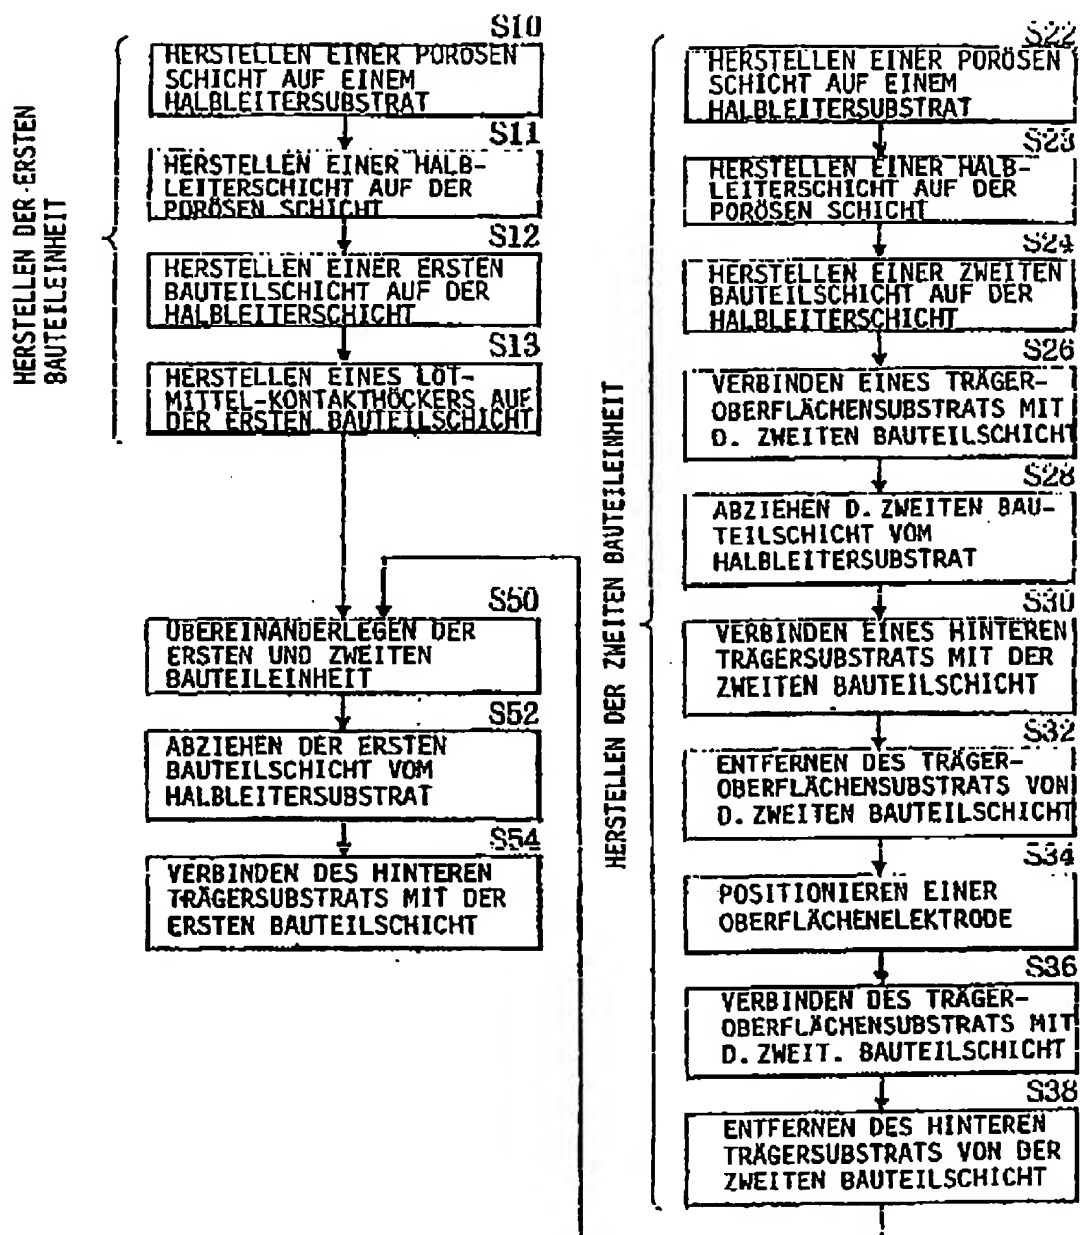 HERSTELLEN DER ERSTEN
BAUTEILEINHEIT
S10
HERSTELLEN EINER PORÖSEN
SCHICHT AUF EINEM
HALBLEITERSUBSTRAT
S11
HERSTELLEN EINER HALB-
LEITERSCHICHT AUF DER
PORÖSEN SCHICHT
S12
HERSTELLEN EINER ERSTEN
BAUTEILSCHICHT AUF DER
HALBLEITERSCHICHT
S13
HERSTELLEN EINES LÖT-
MITTEL-KONTAKTHÖCKERS AUF
DER ERSTEN BAUTEILSCHICHT
S50
ÜBEREINANDERLEGEN DER
ERSTEN UND ZWEITEN
BAUTEILEINHEIT
S52
ABZIEHEN DER ERSTEN
BAUTEILSCHICHT VOM
HALBLEITERSUBSTRAT
S54
VERBINDEN DES HINTEREN
TRÄGERSUBSTRATS MIT DER
ERSTEN BAUTEILSCHICHT
HERSTELLEN DER ZWEITEN BAUTEILEINHEIT
S22
HERSTELLEN EINER PORÖSEN
SCHICHT AUF EINEM
HALBLEITERSUBSTRAT
S23
HERSTELLEN EINER HALB-
LEITERSCHICHT AUF DER
PORÖSEN SCHICHT
S24
HERSTELLEN EINER ZWEITEN
BAUTEILSCHICHT AUF DER
HALBLEITERSCHICHT
S26
VERBINDEN EINES TRÄGER-
OBERFLÄCHENSUBSTRATS MIT
D. ZWEITEN BAUTEILSCHICHT
S28
ABZIEHEN D. ZWEITEN BAU-
TEILSCHICHT VOM
HALBLEITERSUBSTRAT
S30
VERBINDEN EINES HINTEREN
TRÄGERSUBSTRATS MIT DER
ZWEITEN BAUTEILSCHICHT
S32
ENTFERNEN DES TRÄGER-
OBERFLÄCHENSUBSTRATS VON
D. ZWEITEN BAUTEILSCHICHT
S34
POSITIONIEREN EINER
OBERFLÄCHENELEKTRODE
S36
VERBINDEN DES TRÄGER-
OBERFLÄCHENSUBSTRATS MIT
D. ZWEIT. BAUTEILSCHICHT
S38
ENTFERNEN DES HINTEREN
TRÄGERSUBSTRATS VON DER
ZWEITEN BAUTEILSCHICHT